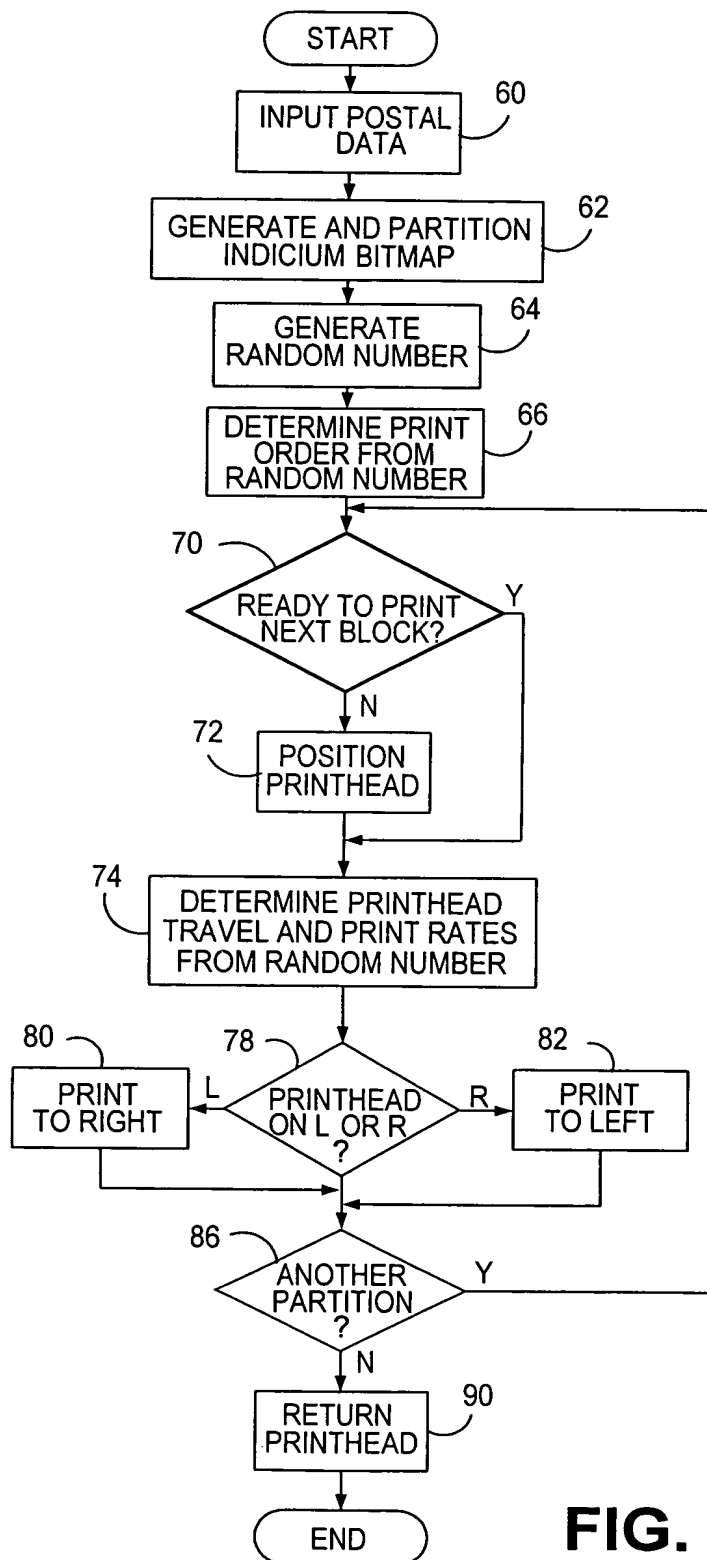 START
60
INPUT POSTAL
DATA
62
GENERATE AND PARTITION
INDICIUM BITMAP
64
GENERATE
RANDOM NUMBER
66
DETERMINE PRINT
ORDER FROM
RANDOM NUMBER
70
READY TO PRINT
NEXT BLOCK?
Y
N
72
POSITION
PRINTHEAD
74
DETERMINE PRINTHEAD
TRAVEL AND PRINT RATES
FROM RANDOM NUMBER
80
PRINT
TO RIGHT
L
78
PRINTHEAD
ON L OR R
?
R
82
PRINT
TO LEFT
86
ANOTHER
PARTITION
?
Y
N
90
RETURN
PRINTHEAD
END
FIG.